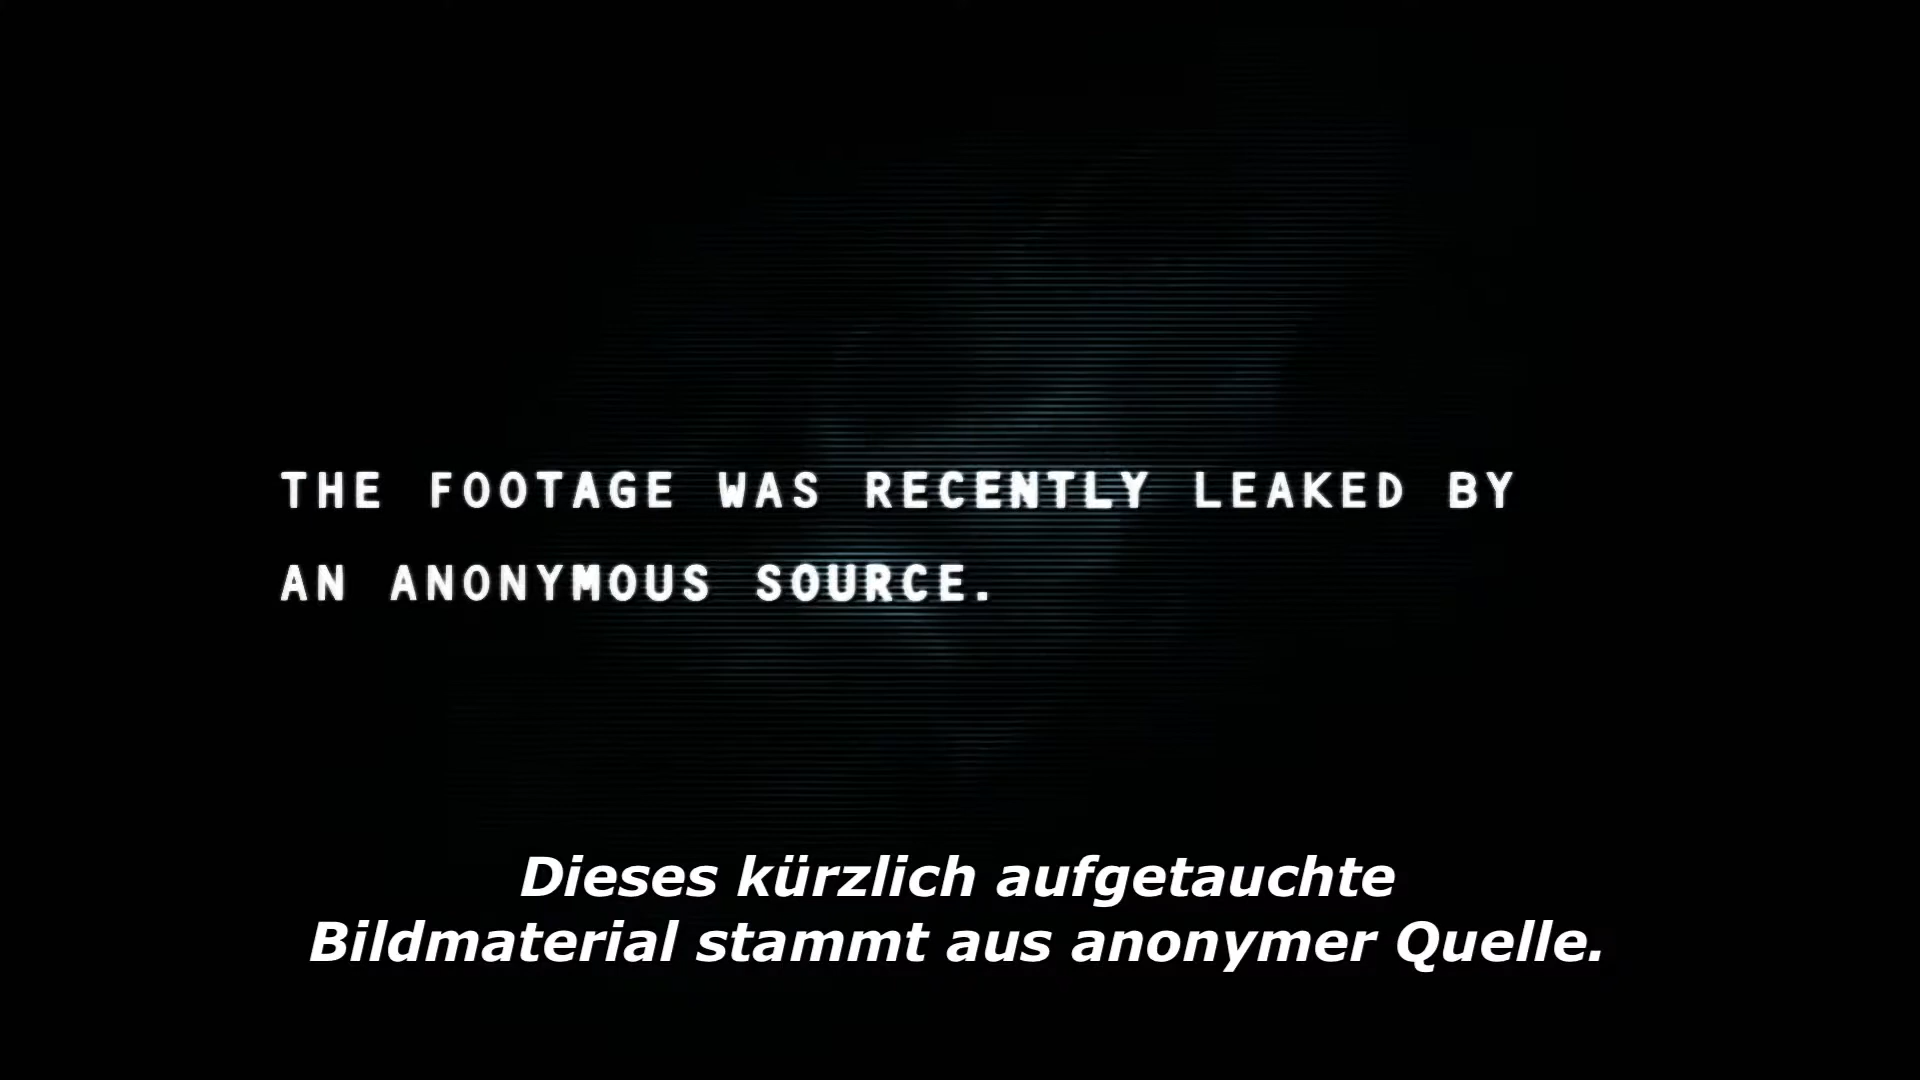 THE FOOTAGE WAS RECENTLY LEAKED BY
AN ANONYMOUS SOURCE.
Dieses kürzlich aufgetauchte
Bildmaterial stammt aus anonymer Quelle.